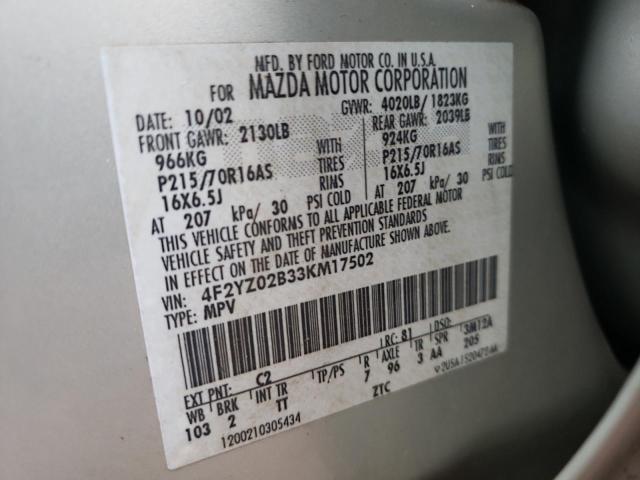 MFD. BY FORD MOTOR CO. IN U.S.A.
FOR MAZDA MOTOR CORPORATION
DATE: 10/02 GVWR: 4020LB/ 1823KG
FRONT GAWR: 2130LB REAR GAWR: 2039LB
966KG WITH 924KG WITH
P215/70R16AS TIRES P215/70R16AS TIRES
16X6.5J RIMS 16X6.5J RIMS
AT 207 kPa/ 30 PSI COLD AT 207 kPa/ 30 PSI COLD
THIS VEHICLE CONFORMS TO ALL APPLICABLE FEDERAL MOTOR
VEHICLE SAFETY AND THEFT PREVENTION STANDARDS
IN EFFECT ON THE DATE OF MANUFACTURE SHOWN ABOVE.
VIN: 4F2YZ02B33KM17502
TYPE: MPV
EXT PNT: C2 RC: 81 DSO:
WB BRK INT TR TP/PS R AXLE TR SPR 3M12A
103 2 TT 7 96 3 AA 205
1200210305434 ZTC